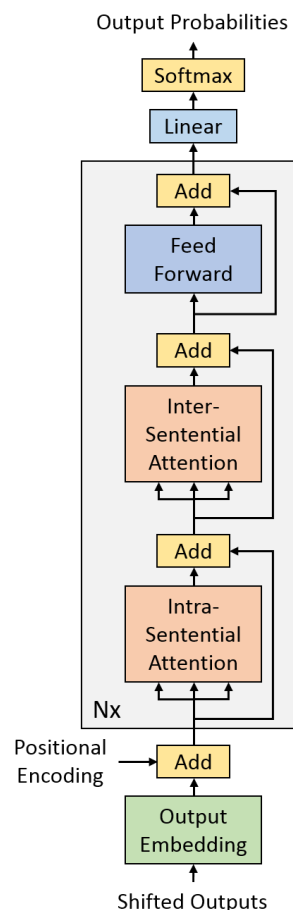 Output Probabilities
Softmax
Linear
Add
Feed
Forward
Add
Inter-
Sentential
Attention
Add
Intra-
Sentential
Attention
Nx
Positional
Encoding
Add
Output
Embedding
Shifted Outputs